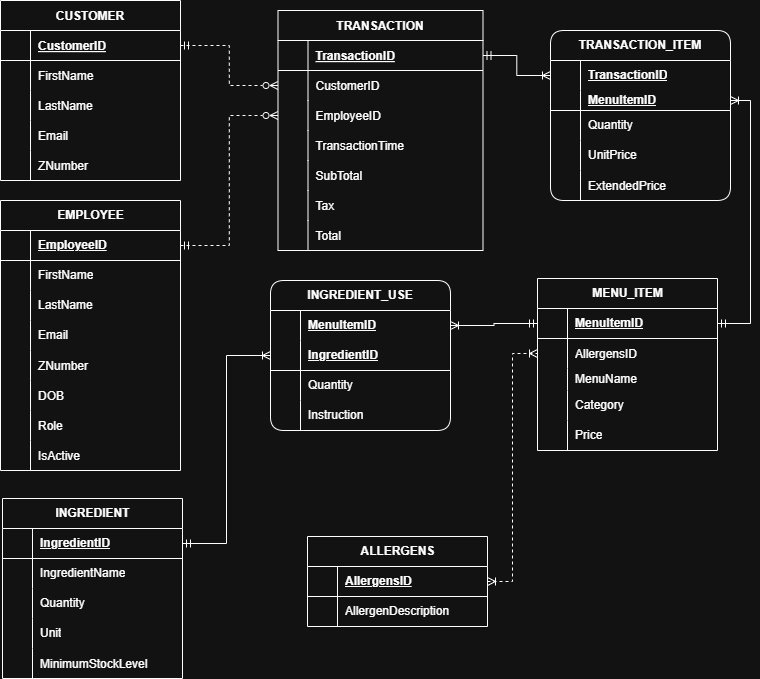 CUSTOMER
CustomerID
FirstName
LastName
Email
ZNumber
TRANSACTION
TransactionID
CustomerID
EmployeeID
TransactionTime
SubTotal
Tax
Total
TRANSACTION_ITEM
TransactionID
MenuItemID
Quantity
UnitPrice
ExtendedPrice
EMPLOYEE
EmployeeID
FirstName
LastName
Email
ZNumber
DOB
Role
IsActive
INGREDIENT_USE
MenuItemID
IngredientID
Quantity
Instruction
MENU_ITEM
MenuItemID
AllergensID
MenuName
Category
Price
INGREDIENT
IngredientID
IngredientName
Quantity
Unit
MinimumStockLevel
ALLERGENS
AllergensID
AllergenDescription